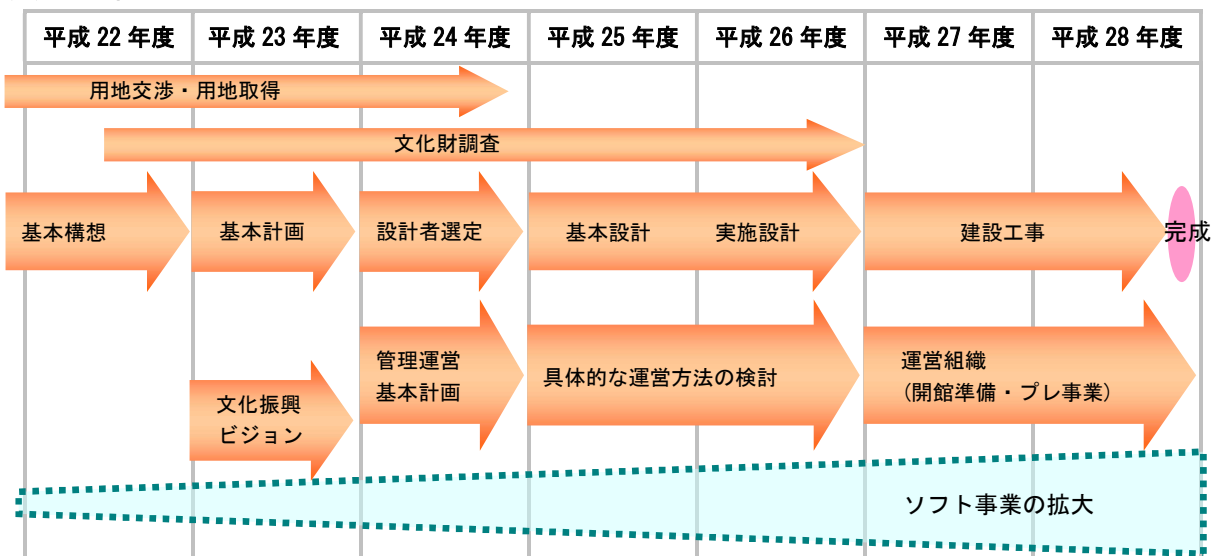 平成 22 年度 平成 23 年度 平成 24 年度 平成 25 年度 平成 26 年度 平成 27 年度 平成 28 年度
用地交渉・用地取得
文化財調査
基本構想 基本計画 設計者選定 基本設計 実施設計 建設工事 完成
管理運営
基本計画
具体的な運営方法の検討
運営組織
(開館準備・プレ事業)
文化振興
ビジョン
ソフト事業の拡大